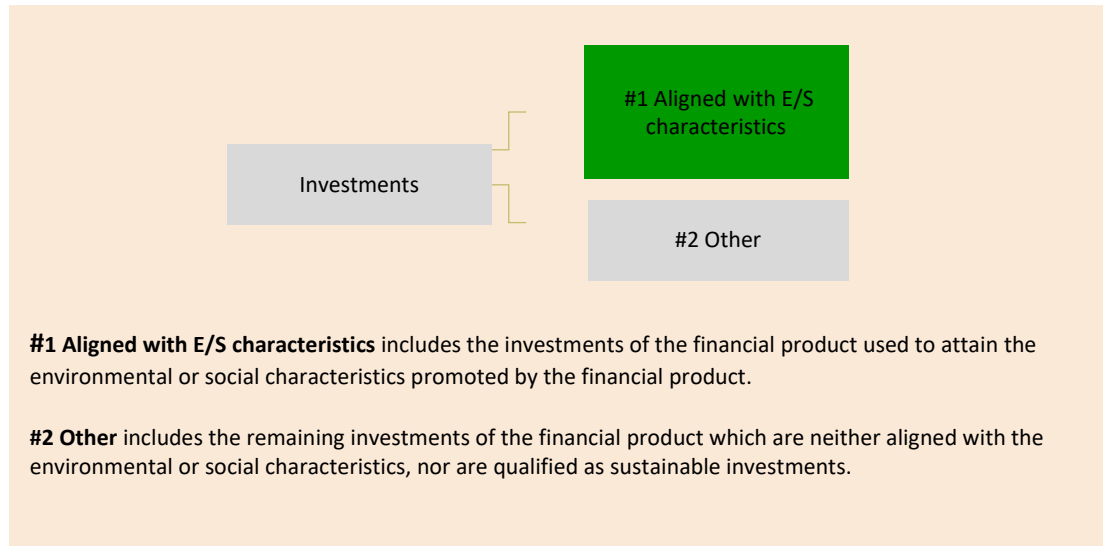 #1 Aligned with E/S
characteristics
Investments
#2 Other
#1 Aligned with E/S characteristics includes the investments of the financial product used to attain the
environmental or social characteristics promoted by the financial product.
#2 Other includes the remaining investments of the financial product which are neither aligned with the
environmental or social characteristics, nor are qualified as sustainable investments.